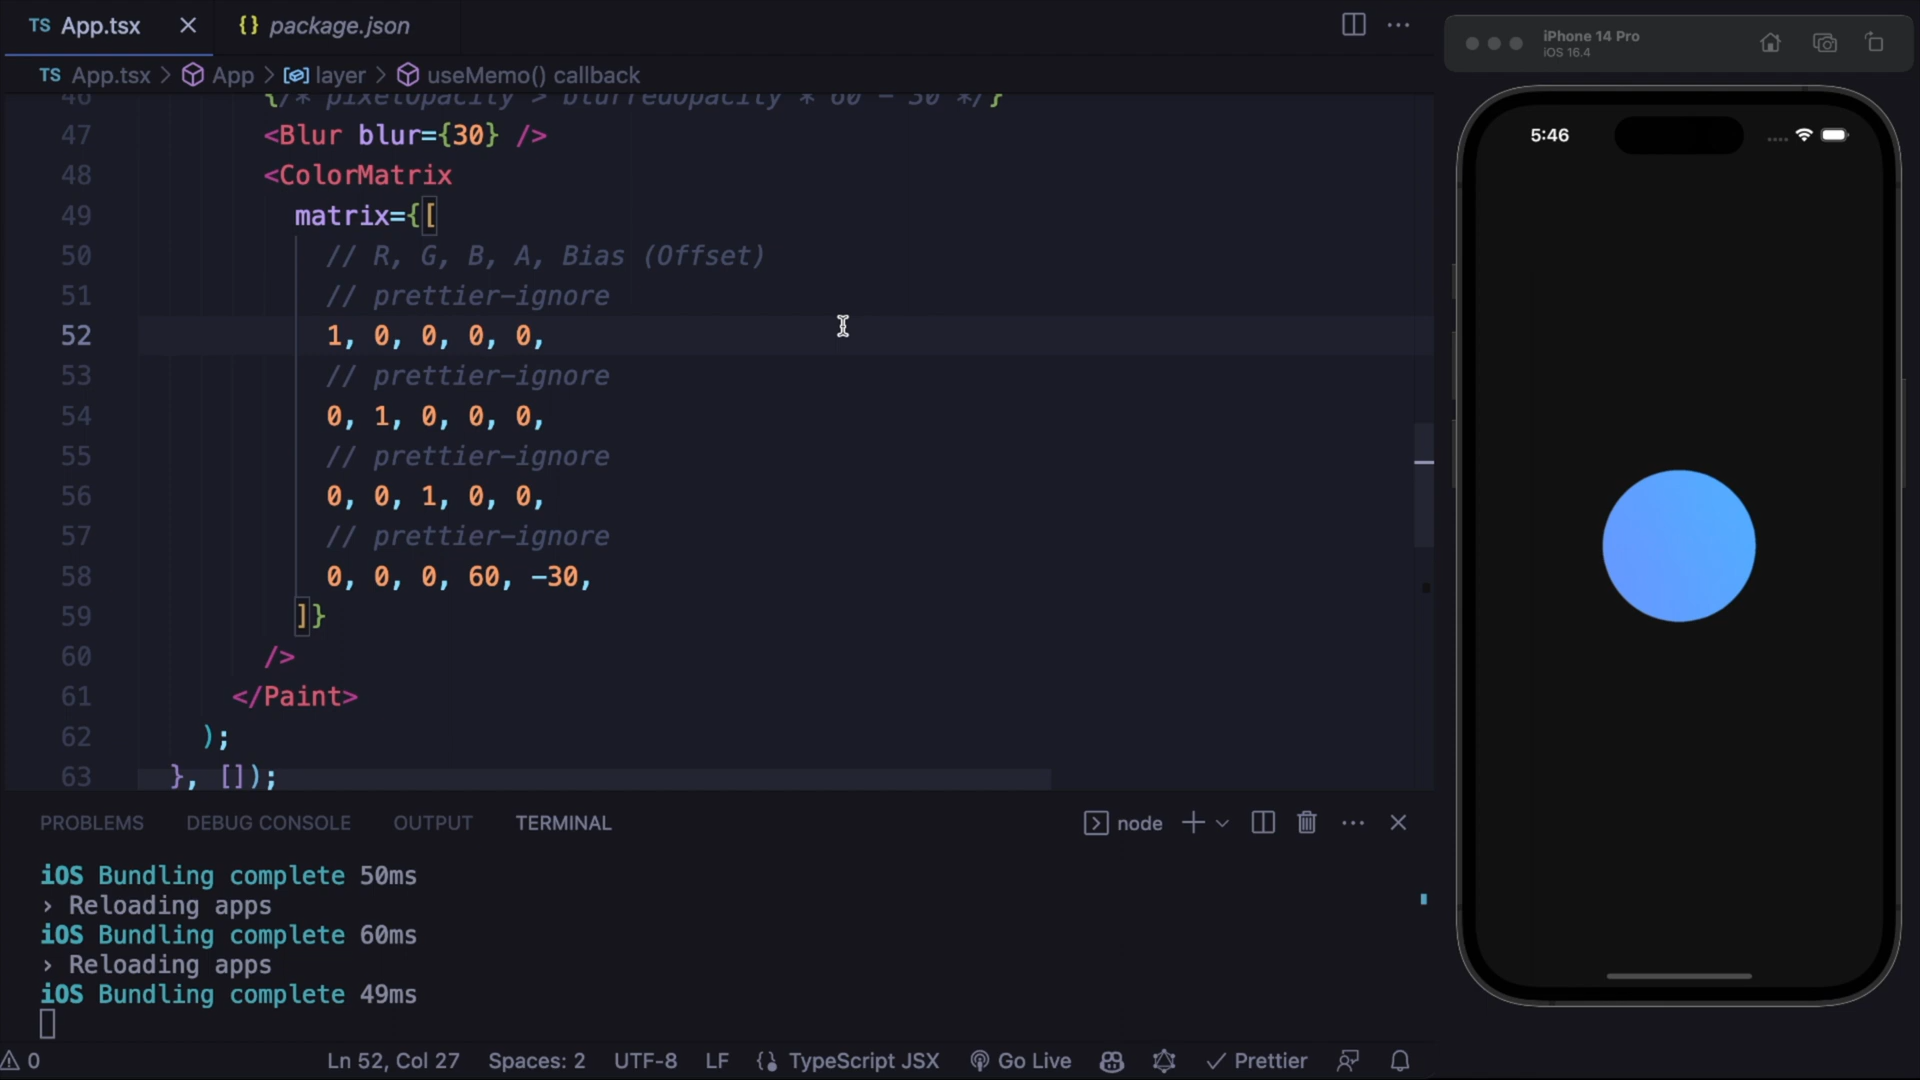 TS App.tsx
{} package.json
TS App.tsx > App > layer > useMemo() callback
46 {/* pixelOpacity > blurredOpacity * 60 - 30 */}
47 <Blur blur={30} />
48 <ColorMatrix
49 matrix={[
50 // R, G, B, A, Bias (Offset)
51 // prettier-ignore
52 1, 0, 0, 0, 0,
53 // prettier-ignore
54 0, 1, 0, 0, 0,
55 // prettier-ignore
56 0, 0, 1, 0, 0,
57 // prettier-ignore
58 0, 0, 0, 60, -30,
59 ]}
60 />
61 </Paint>
62 );
63 }, []);
PROBLEMS DEBUG CONSOLE OUTPUT TERMINAL
node
iOS Bundling complete 50ms
› Reloading apps
iOS Bundling complete 60ms
› Reloading apps
iOS Bundling complete 49ms
0 Ln 52, Col 27 Spaces: 2 UTF-8 LF {} TypeScript JSX Go Live Prettier
iPhone 14 Pro
iOS 16.4
5:46